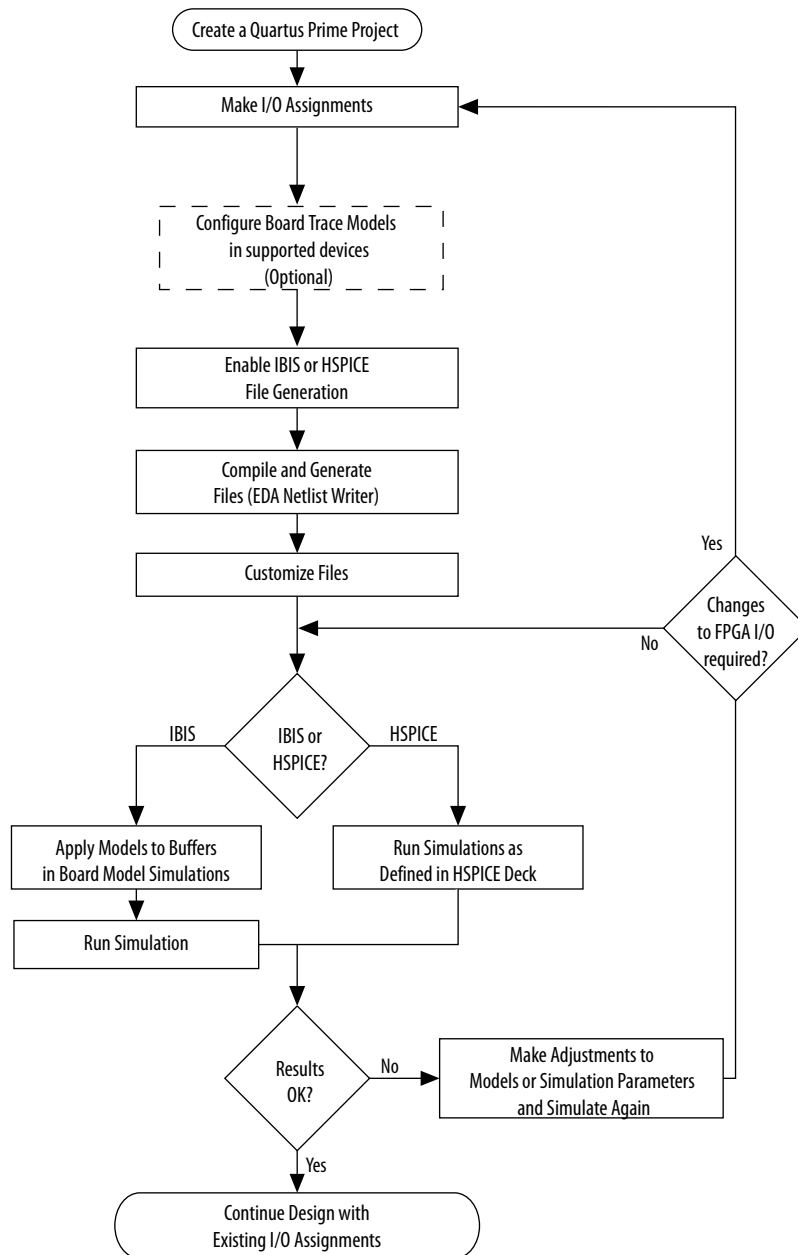 Create a Quartus Prime Project
Make I/O Assignments
Configure Board Trace Models
in supported devices
(Optional)
Enable IBIS or HSPICE
File Generation
Compile and Generate
Files (EDA Netlist Writer)
Customize Files
Yes
Changes
to FPGA I/O
required?
No
IBIS
IBIS or
HSPICE?
HSPICE
Apply Models to Buffers
in Board Model Simulations
Run Simulations as
Defined in HSPICE Deck
Run Simulation
Results
OK?
No
Make Adjustments to
Models or Simulation Parameters
and Simulate Again
Yes
Continue Design with
Existing I/O Assignments